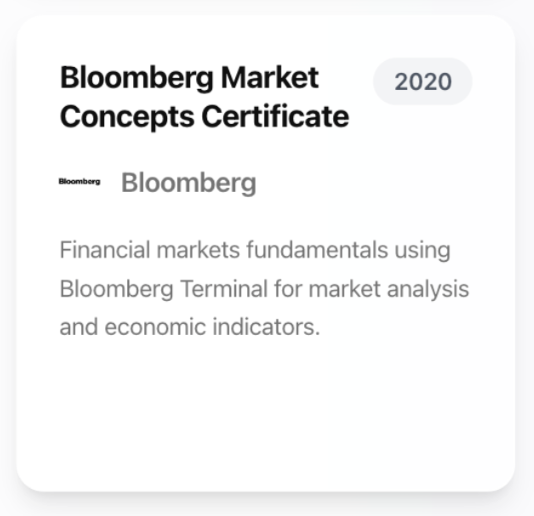 Bloomberg Market
Concepts Certificate
2020
Bloomberg
Bloomberg
Financial markets fundamentals using
Bloomberg Terminal for market analysis
and economic indicators.